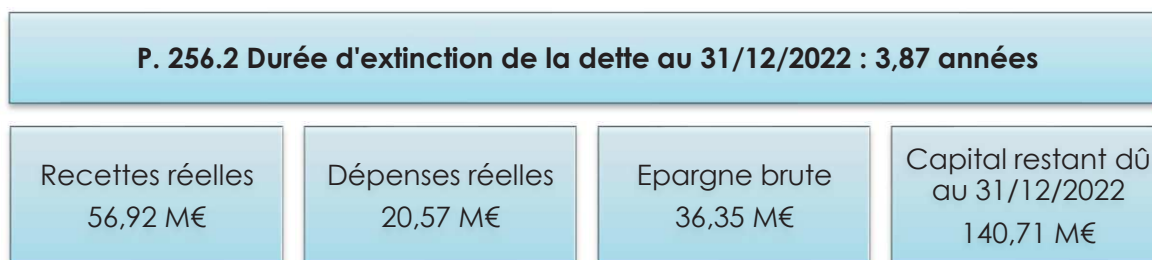 P. 256.2 Durée d'extinction de la dette au 31/12/2022 : 3,87 années
Recettes réelles
56,92 M€
Dépenses réelles
20,57 M€
Epargne brute
36,35 M€
Capital restant dû
au 31/12/2022
140,71 M€